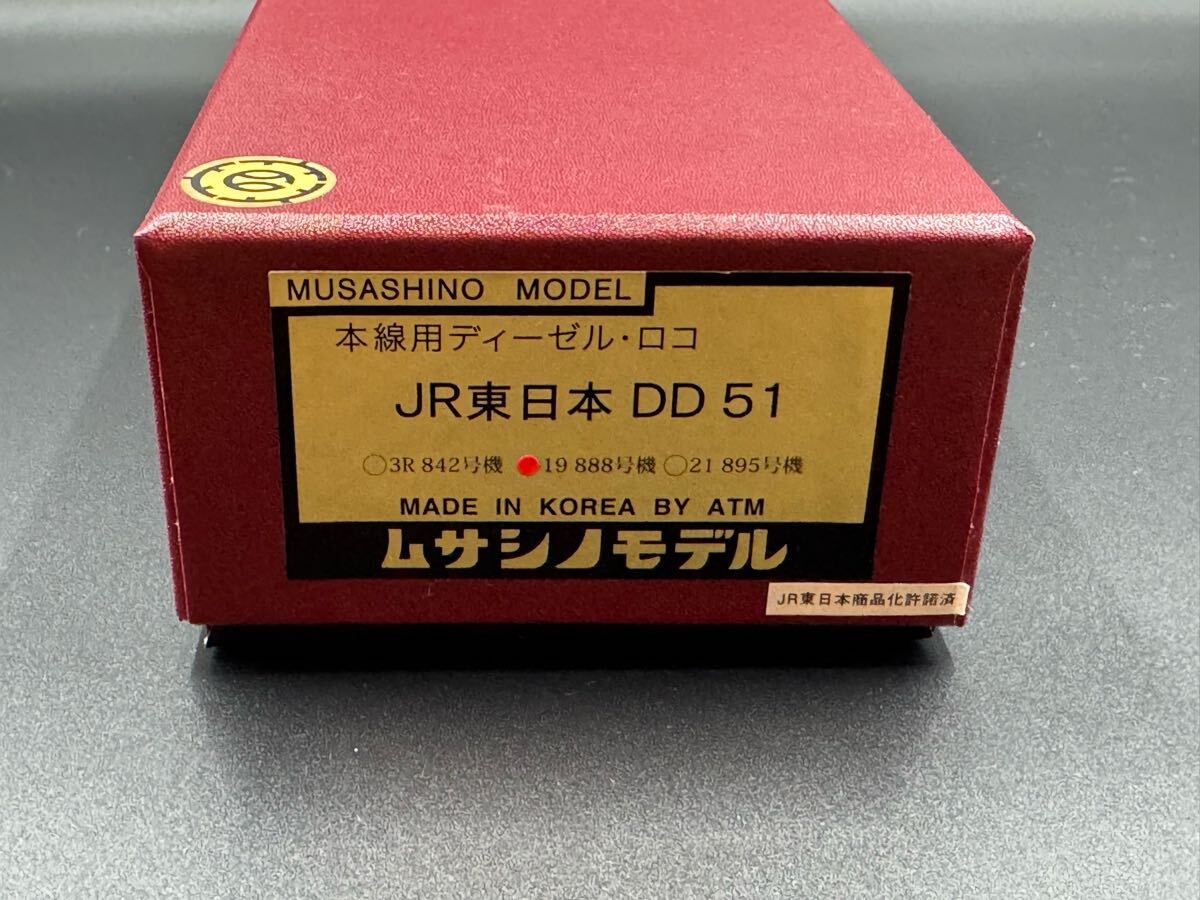 MUSASHINO MODEL
本線用ディーゼル・ロコ
JR東日本 DD 51
○3R 842号機 ●19 888号機 ○21 895号機
MADE IN KOREA BY ATM
ムサシノモデル
JR東日本商品化許諾済